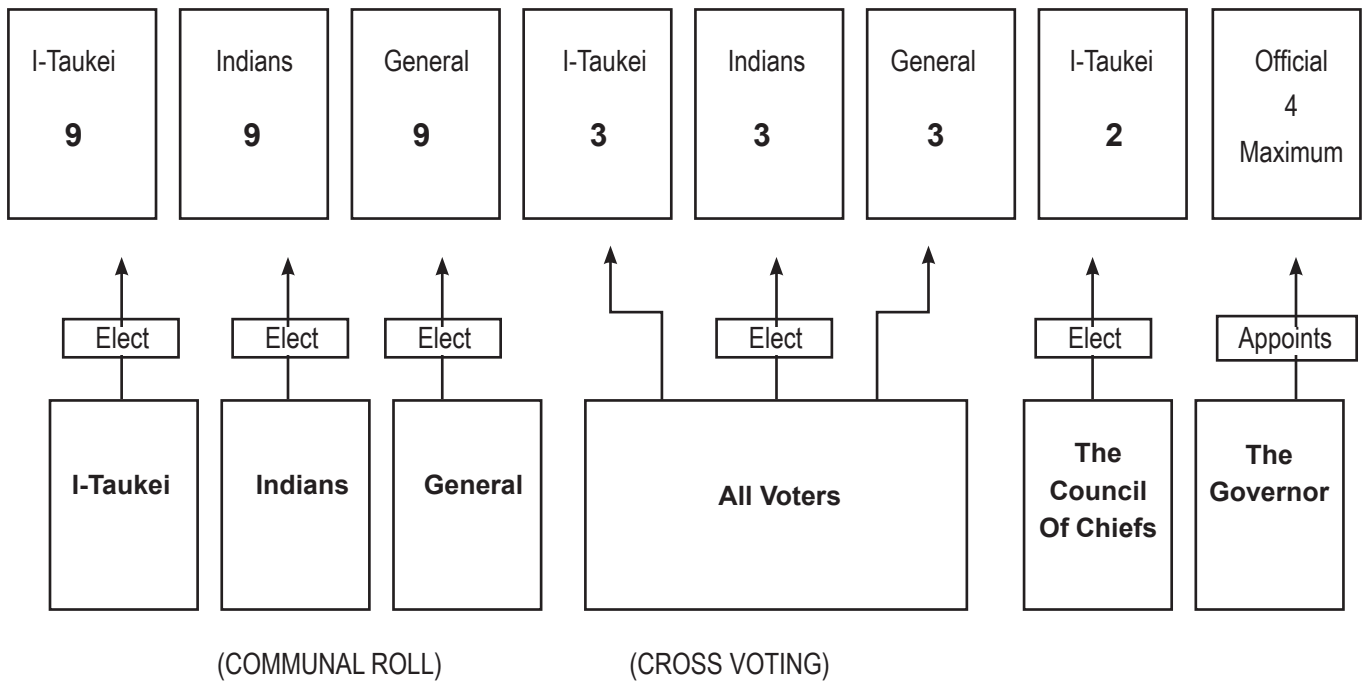 I-Taukei
9
Indians
9
General
9
I-Taukei
3
Indians
3
General
3
I-Taukei
2
Official
4
Maximum
Elect
Elect
Elect
Elect
Elect
Appoints
I-Taukei
Indians
General
All Voters
The
Council
Of Chiefs
The
Governor
(COMMUNAL ROLL)
(CROSS VOTING)